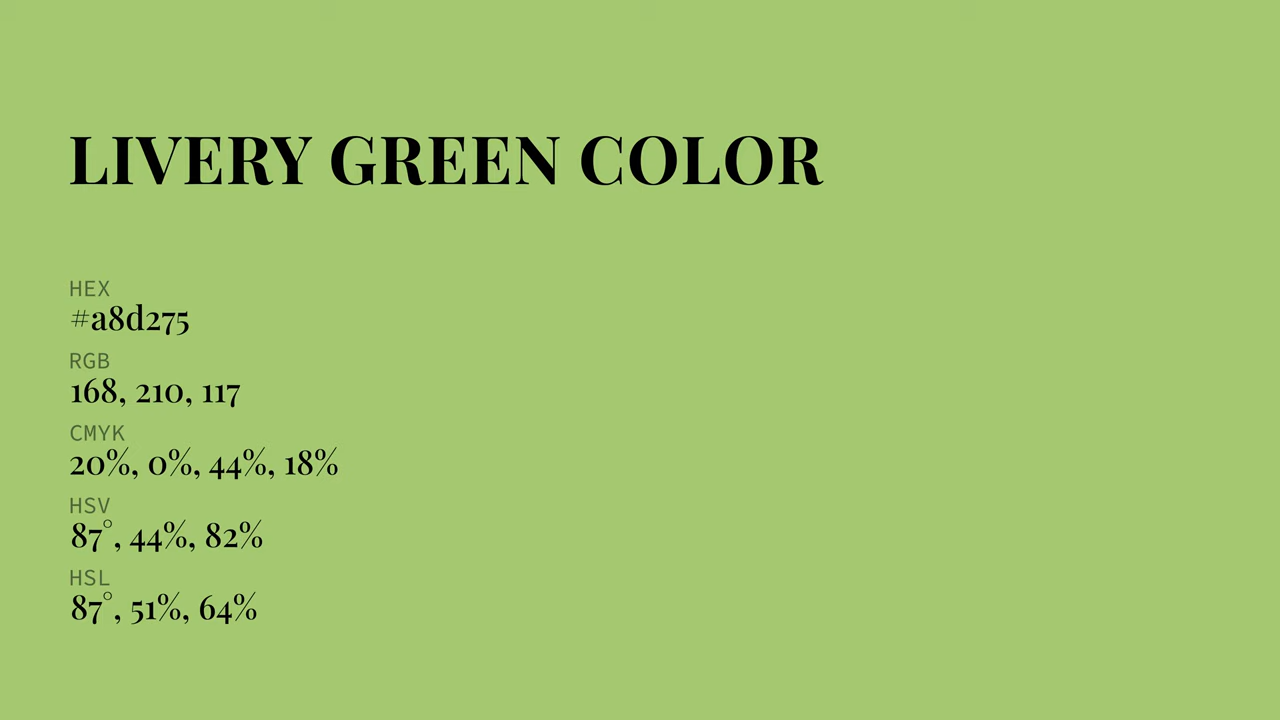 LIVERY GREEN COLOR
HEX
#a8d275
RGB
168, 210, 117
CMYK
20%, 0%, 44%, 18%
HSV
87°, 44%, 82%
HSL
87°, 51%, 64%